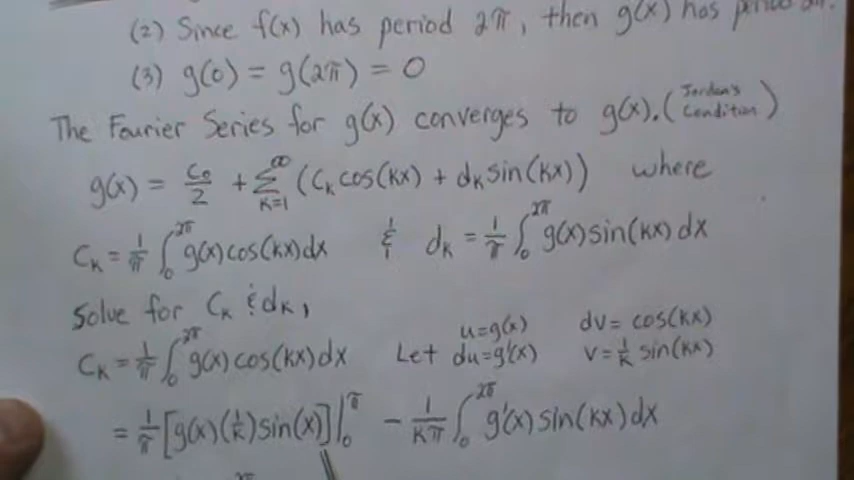 (2) Since f(x) has period 2π, then g(x) has period 2π.
(3) g(0) = g(2π) = 0
The Fourier Series for g(x) converges to g(x). (Jordan's Condition)
g(x) = c₀/2 + ∑_{k=1}^{∞} (c_k cos(kx) + d_k sin(kx)) where
c_k = 1/π ∫₀^{2π} g(x) cos(kx) dx & d_k = 1/π ∫₀^{2π} g(x) sin(kx) dx
Solve for c_k & d_k,
u = g(x) dv = cos(kx)
c_k = 1/π ∫₀^{2π} g(x) cos(kx) dx Let du = g'(x) v = 1/k sin(kx)
= 1/π [g(x)(1/k) sin(x)]|₀^π - 1/kπ ∫₀^{2π} g'(x) sin(kx) dx